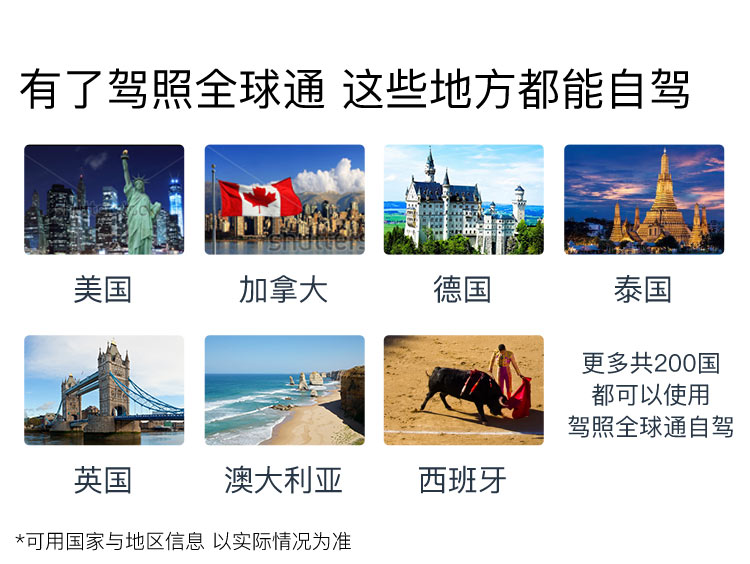 有了驾照全球通 这些地方都能自驾
美国
加拿大
德国
泰国
英国
澳大利亚
西班牙
更多共200国
都可以使用
驾照全球通自驾
*可用国家与地区信息 以实际情况为准